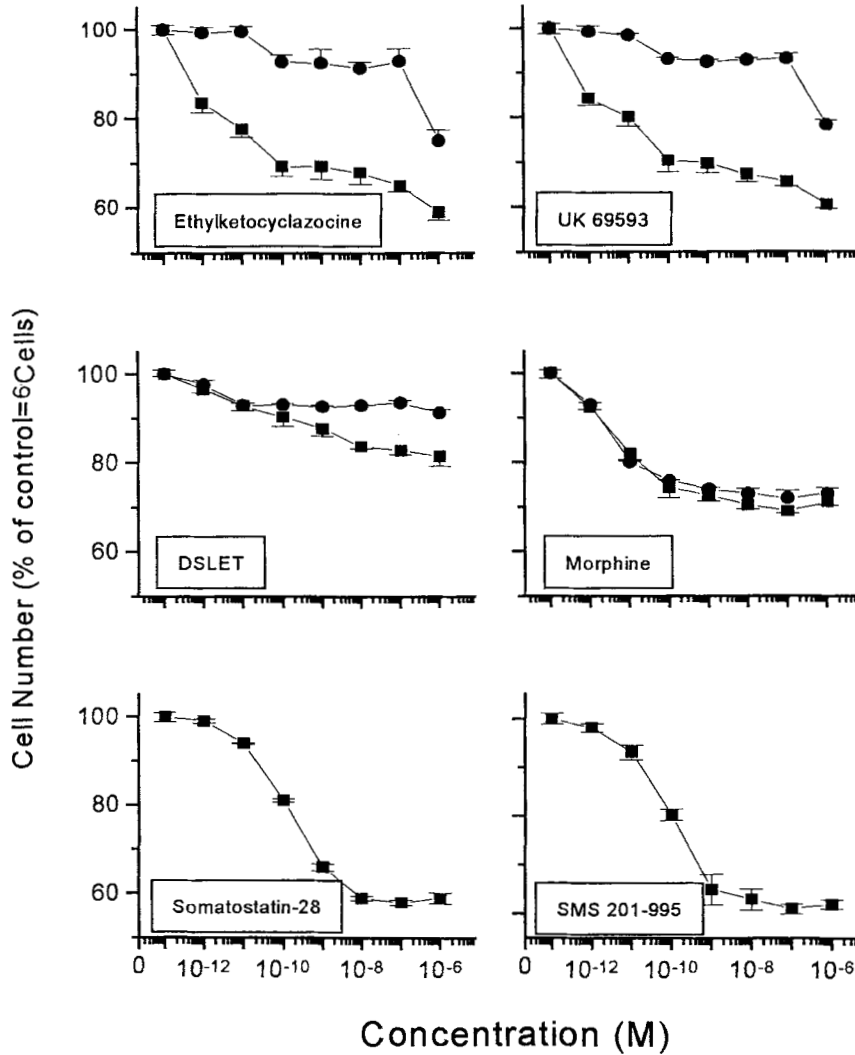 100
80
60
Ethylketocyclazocine
UK 69593
100
80
60
DSLET
Morphine
100
80
60
Somatostatin-28
SMS 201-995
0 10-12 10-10 10-8 10-6
0 10-12 10-10 10-8 10-6
Cell Number (% of control=6Cells)
Concentration (M)